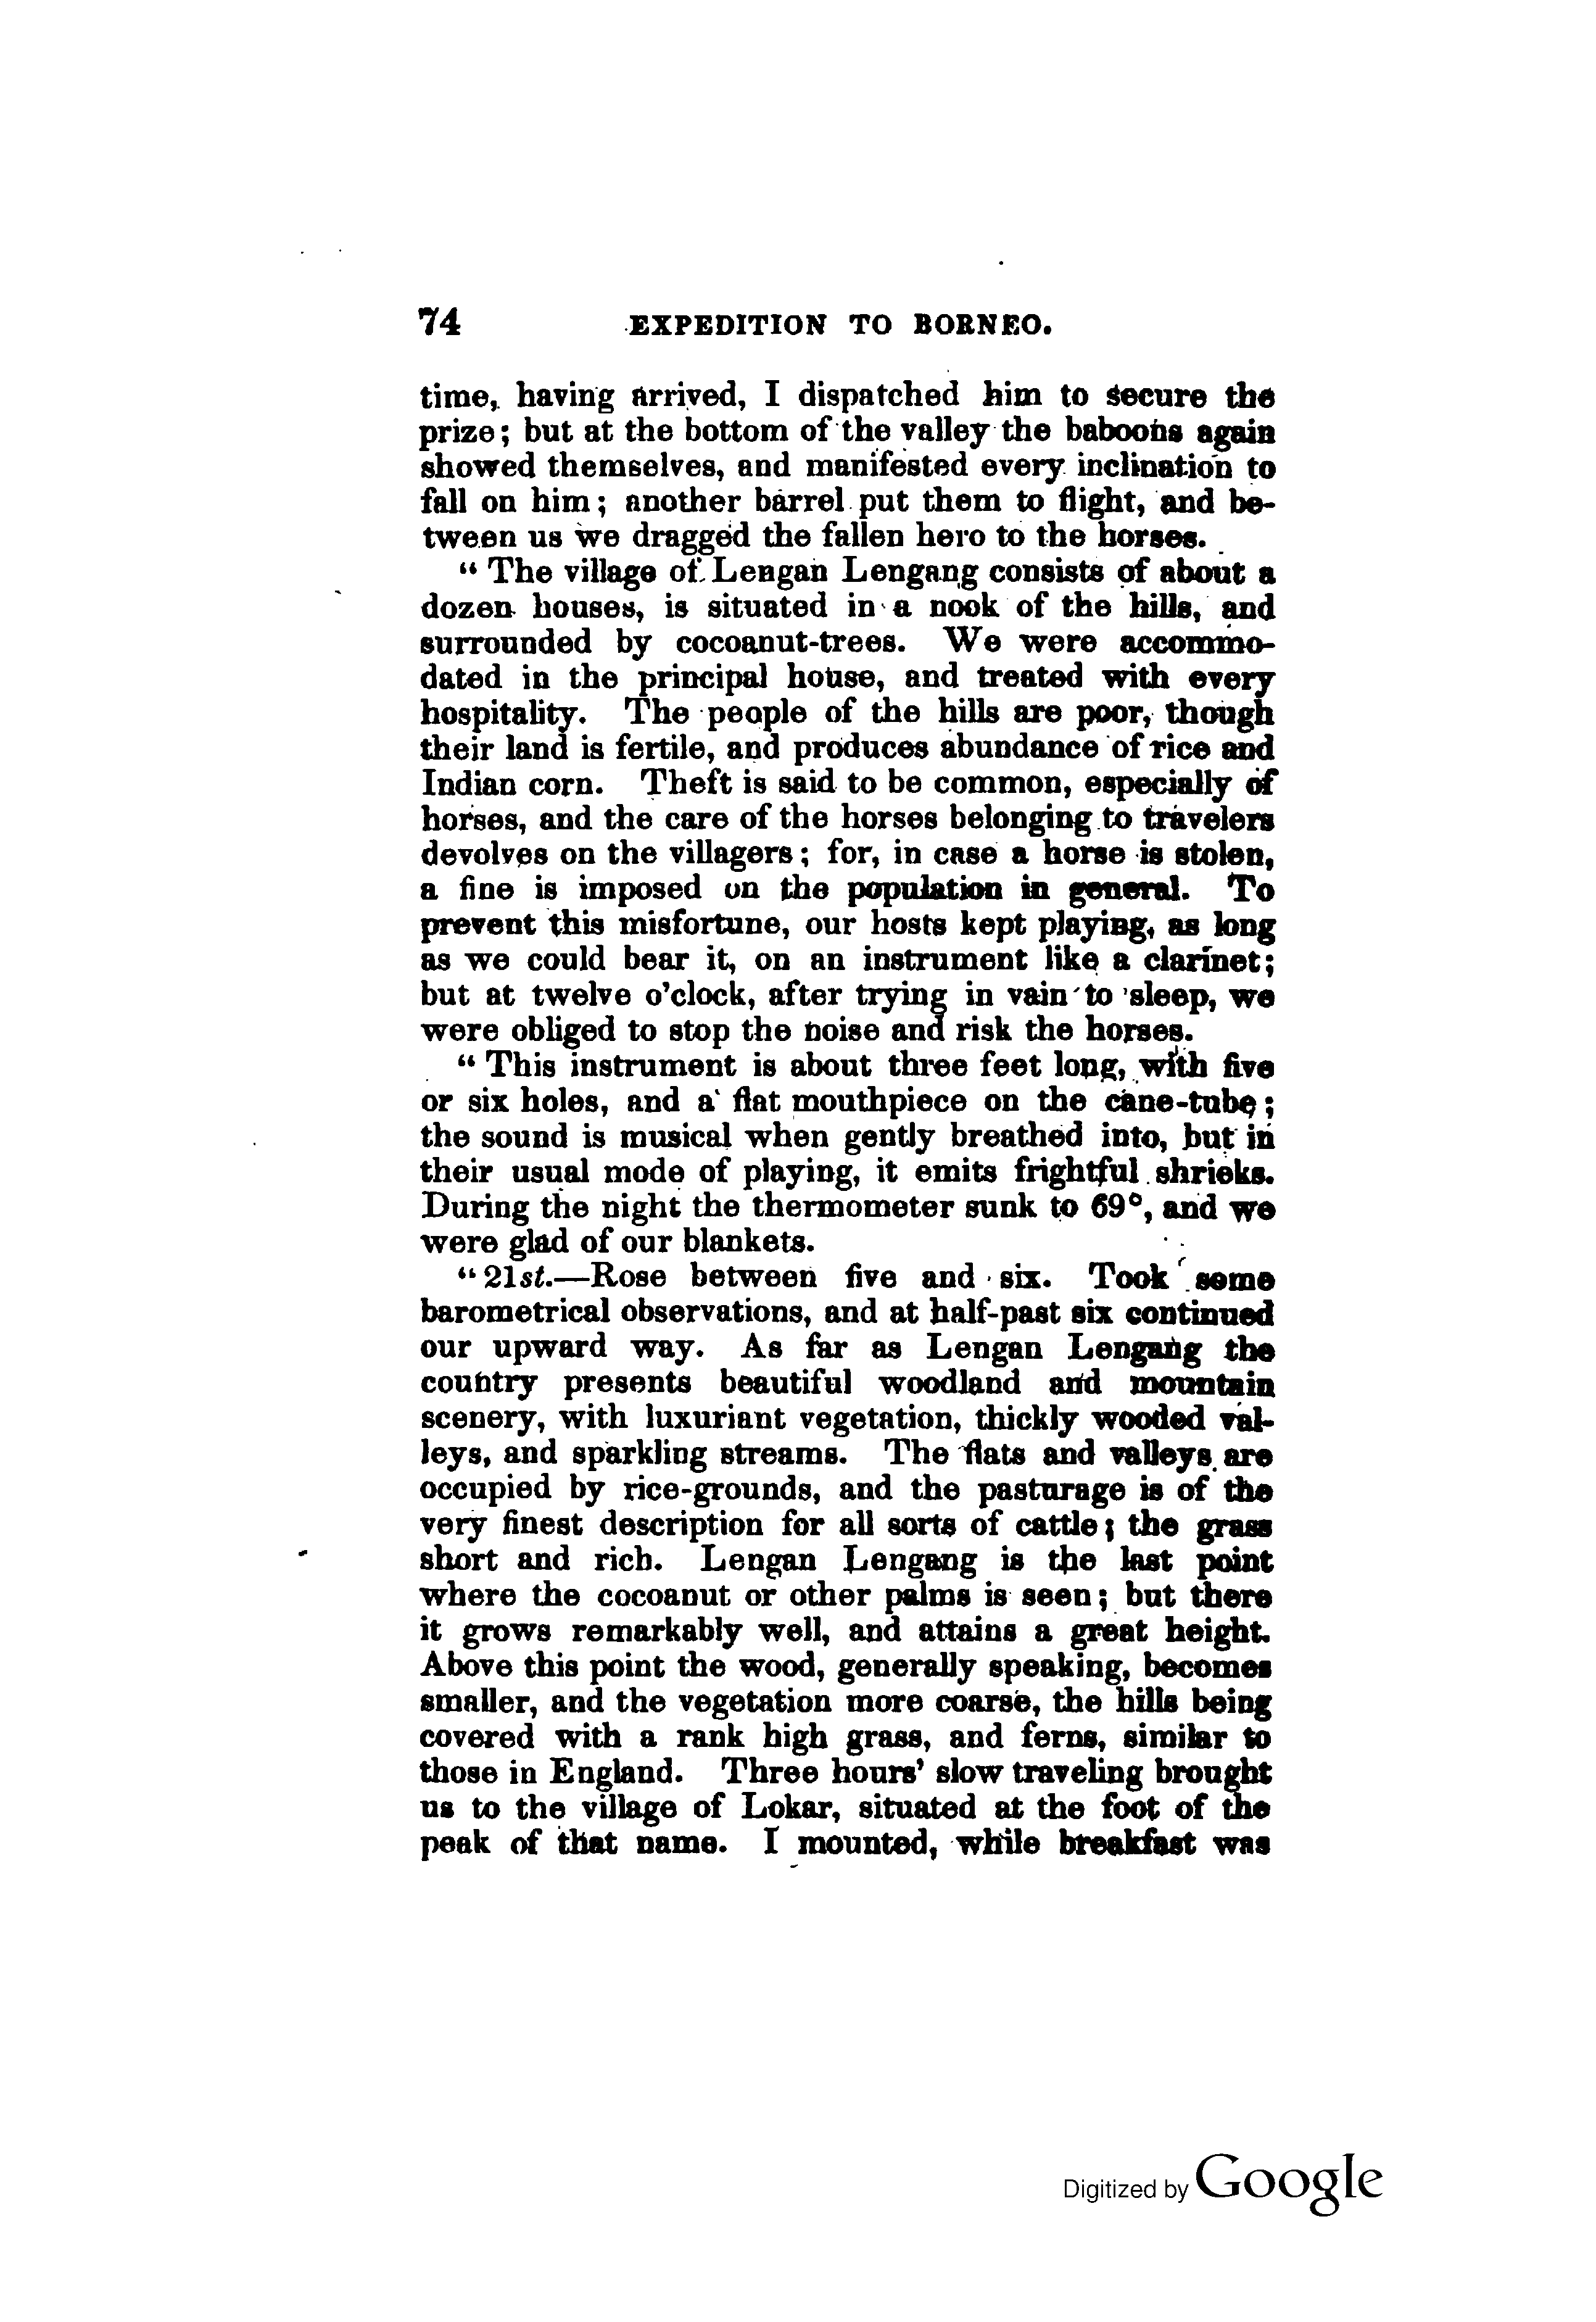 74 EXPEDITION TO BORNEO.
time, having arrived, I dispatched him to secure the
prize; but at the bottom of the valley the baboons again
showed themselves, and manifested every inclination to
fall on him; another barrel put them to flight, and be-
tween us we dragged the fallen hero to the horses.
“The village of Lengan Lengang consists of about a
dozen houses, is situated in a nook of the hills, and
surrounded by cocoanut-trees. We were accommo-
dated in the principal house, and treated with every
hospitality. The people of the hills are poor, though
their land is fertile, and produces abundance of rice and
Indian corn. Theft is said to be common, especially of
horses, and the care of the horses belonging to travelers
devolves on the villagers; for, in case a horse is stolen,
a fine is imposed on the population in general. To
prevent this misfortune, our hosts kept playing, as long
as we could bear it, on an instrument like a clarinet;
but at twelve o’clock, after trying in vain to sleep, we
were obliged to stop the noise and risk the horses.
“This instrument is about three feet long, with five
or six holes, and a flat mouthpiece on the cane-tube;
the sound is musical when gently breathed into, but in
their usual mode of playing, it emits frightful shrieks.
During the night the thermometer sunk to 69°, and we
were glad of our blankets.
“21st.—Rose between five and six. Took some
barometrical observations, and at half-past six continued
our upward way. As far as Lengan Lengang the
country presents beautiful woodland and mountain
scenery, with luxuriant vegetation, thickly wooded val-
leys, and sparkling streams. The flats and valleys are
occupied by rice-grounds, and the pasturage is of the
very finest description for all sorts of cattle; the grass
short and rich. Lengan Lengang is the last point
where the cocoanut or other palms is seen; but there
it grows remarkably well, and attains a great height.
Above this point the wood, generally speaking, becomes
smaller, and the vegetation more coarse, the hills being
covered with a rank high grass, and ferns, similar to
those in England. Three hours’ slow traveling brought
us to the village of Lokar, situated at the foot of the
peak of that name. I mounted, while breakfast was
Digitized by Google